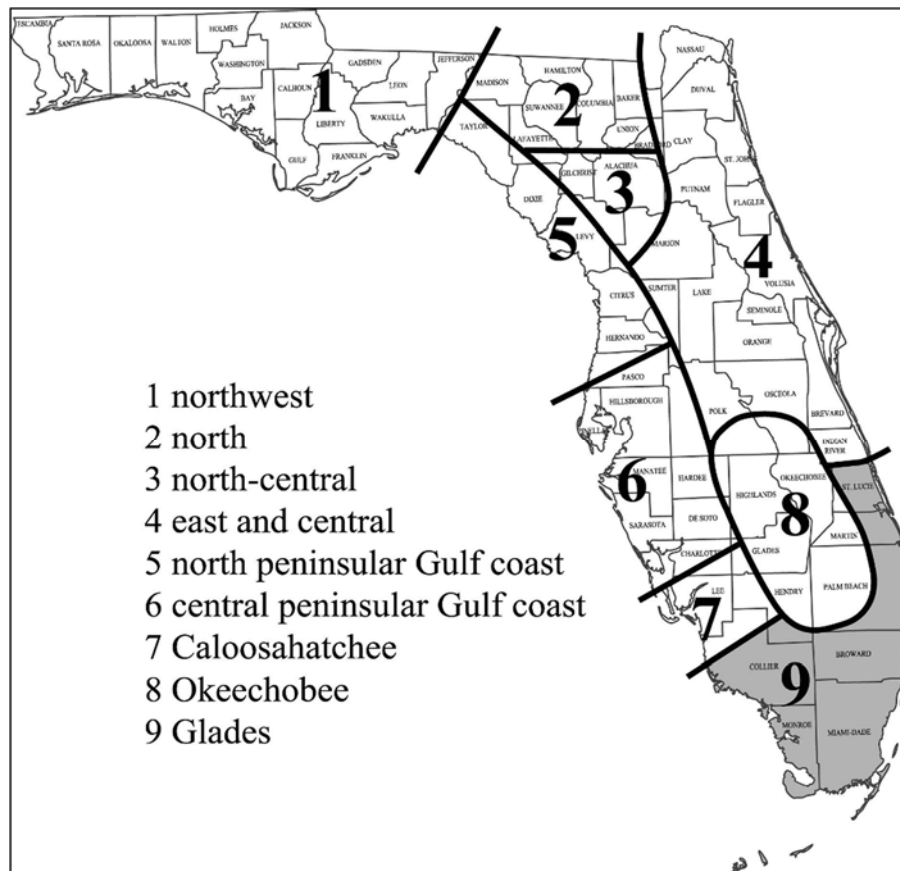 ESCAMBIA
SANTA ROSA
OKALOOSA
WALTON
HOLMES
JACKSON
WASHINGTON
BAY
CALHOUN
1
GADSDEN
LEON
JEFFERSON
LIBERTY
WAKULLA
GULF
FRANKLIN
MADISON
HAMILTON
2
SUWANNEE
COLUMBIA
BAKER
NASSAU
DUVAL
TAYLOR
LAFAYETTE
UNION
BRADFORD
CLAY
ST. JOHNS
GILCHRIST
ALACHUA
3
PUTNAM
FLAGLER
DIXIE
5
LEVY
MARION
4
VOLUSIA
CITRUS
SUMTER
LAKE
SEMINOLE
HERNANDO
ORANGE
PASCO
HILLSBOROUGH
POLK
OSCEOLA
BREVARD
INDIAN
RIVER
6
MANATEE
HARDEE
HIGHLANDS
OKEECHOBEE
8
ST. LUCIE
SARASOTA
DE SOTO
MARTIN
CHARLOTTE
GLADES
7
LEE
HENDRY
PALM BEACH
COLLIER
9
BROWARD
MONROE
MIAMI-DADE
1 northwest
2 north
3 north-central
4 east and central
5 north peninsular Gulf coast
6 central peninsular Gulf coast
7 Caloosahatchee
8 Okeechobee
9 Glades